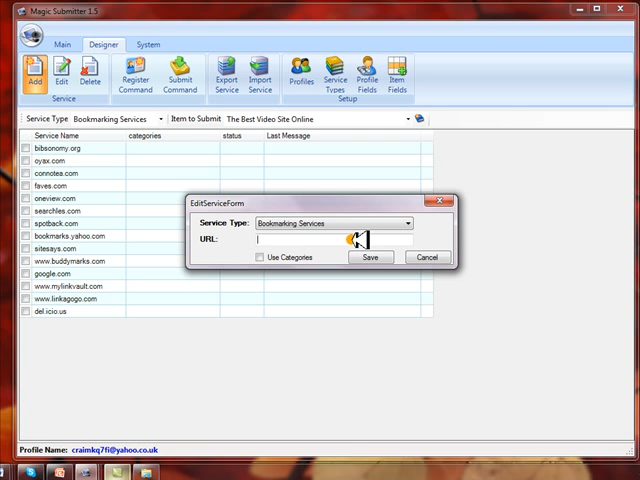 Magic Submitter 1.5
Main Designer System
Add Edit Delete Register Command Submit Command Export Service Import Service Profiles Service Types Profile Fields Item Fields
Service Setup
Service Type Bookmarking Services Item to Submit The Best Video Site Online
Service Name categories status Last Message
bibsonomy.org
oyax.com
connotea.com
faves.com
oneview.com
searchles.com
spotback.com
bookmarks.yahoo.com
sitesays.com
www.buddymarks.com
google.com
www.mylinkvault.com
www.linkagogo.com
del.icio.us
EditServiceForm
Service Type: Bookmarking Services
URL:
Use Categories Save Cancel
Profile Name: craimkq7fi@yahoo.co.uk